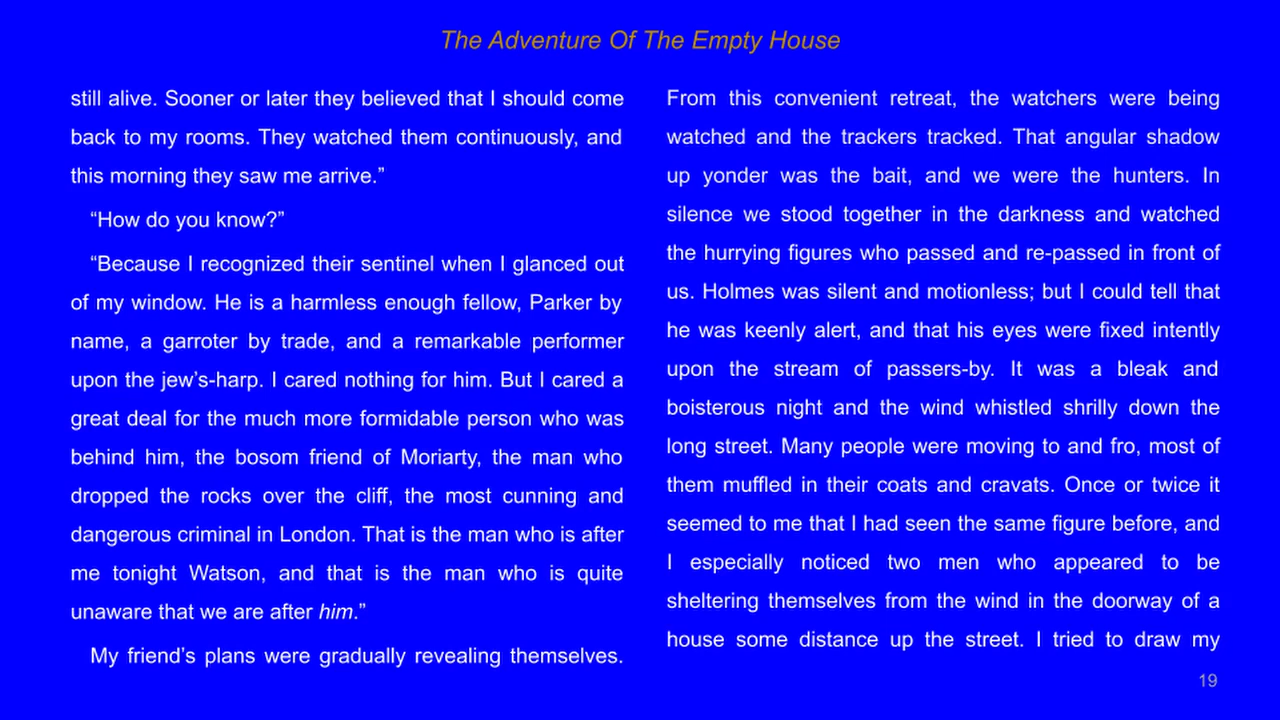 The Adventure Of The Empty House
still alive. Sooner or later they believed that I should come
back to my rooms. They watched them continuously, and
this morning they saw me arrive.”
“How do you know?”
“Because I recognized their sentinel when I glanced out
of my window. He is a harmless enough fellow, Parker by
name, a garroter by trade, and a remarkable performer
upon the jew’s-harp. I cared nothing for him. But I cared a
great deal for the much more formidable person who was
behind him, the bosom friend of Moriarty, the man who
dropped the rocks over the cliff, the most cunning and
dangerous criminal in London. That is the man who is after
me tonight Watson, and that is the man who is quite
unaware that we are after him.”
My friend’s plans were gradually revealing themselves.
From this convenient retreat, the watchers were being
watched and the trackers tracked. That angular shadow
up yonder was the bait, and we were the hunters. In
silence we stood together in the darkness and watched
the hurrying figures who passed and re-passed in front of
us. Holmes was silent and motionless; but I could tell that
he was keenly alert, and that his eyes were fixed intently
upon the stream of passers-by. It was a bleak and
boisterous night and the wind whistled shrilly down the
long street. Many people were moving to and fro, most of
them muffled in their coats and cravats. Once or twice it
seemed to me that I had seen the same figure before, and
I especially noticed two men who appeared to be
sheltering themselves from the wind in the doorway of a
house some distance up the street. I tried to draw my
19